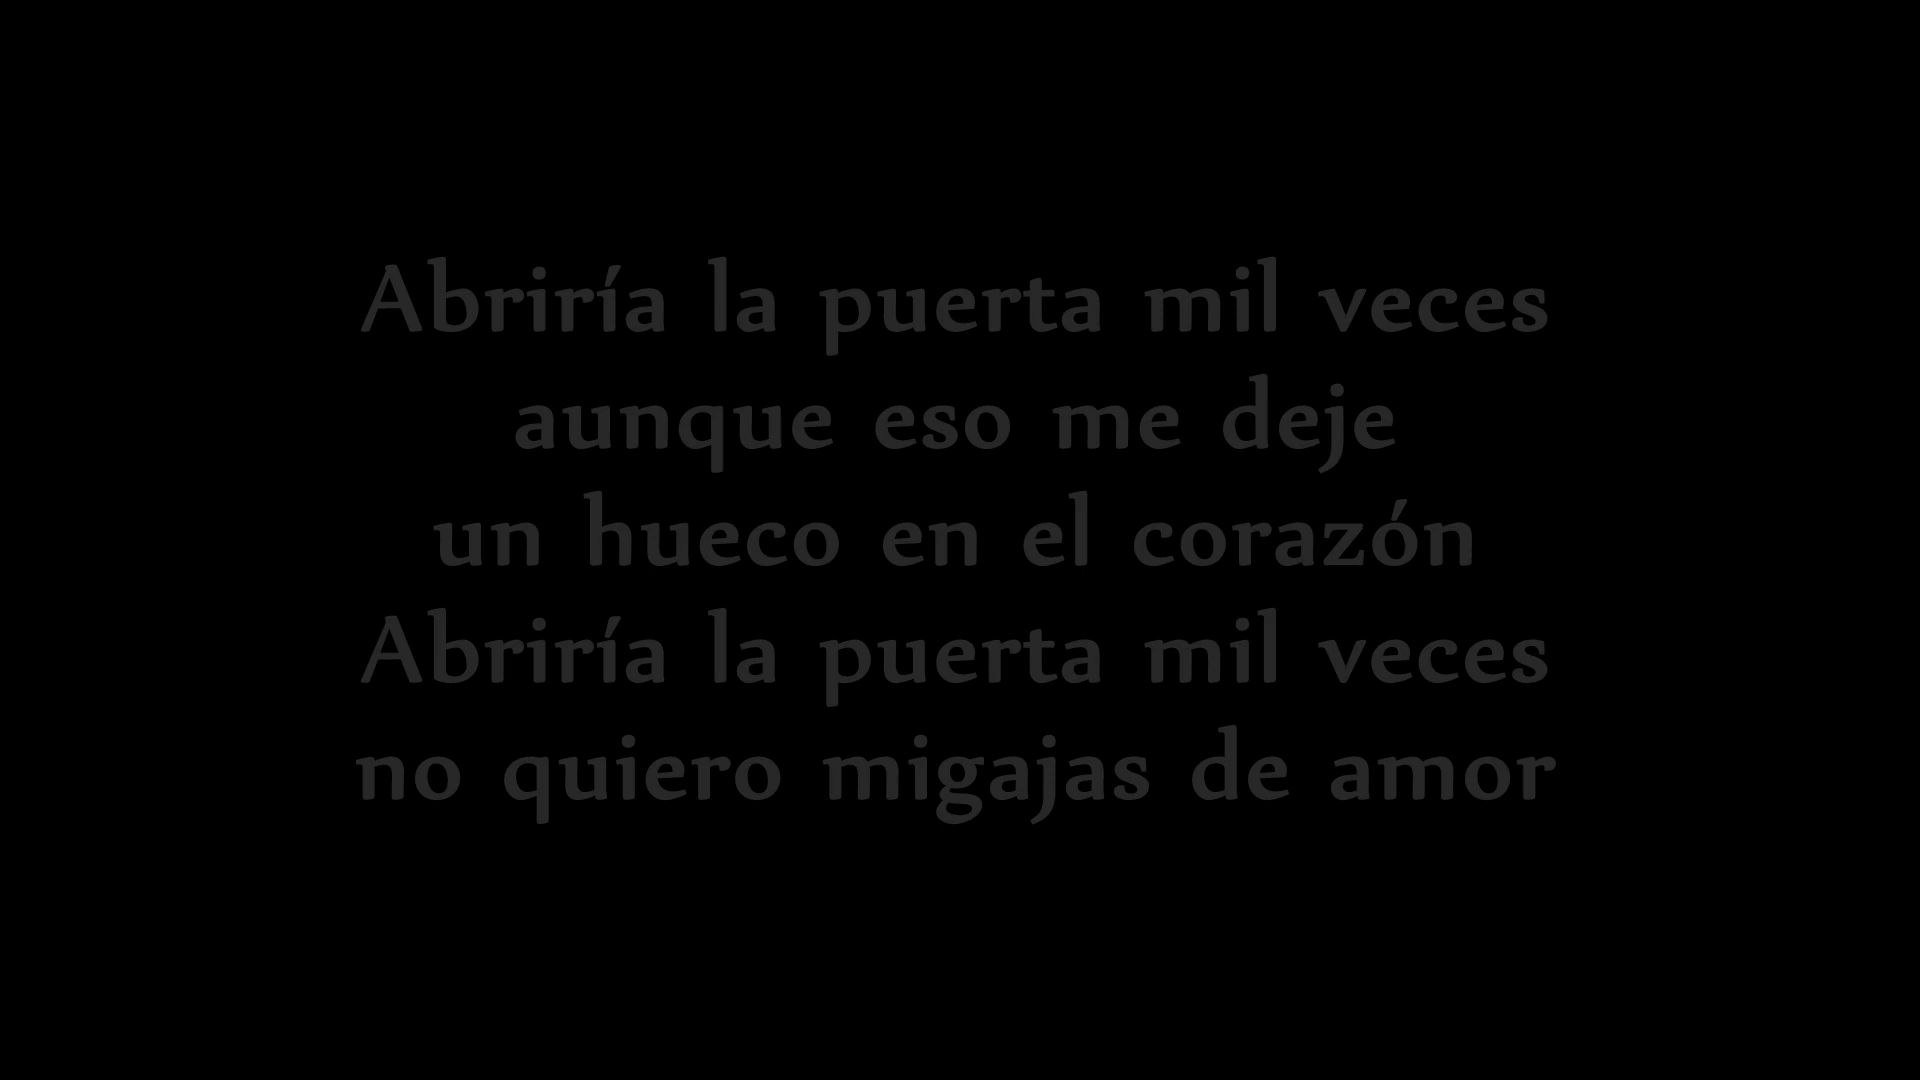 Abriría la puerta mil veces
aunque eso me deje
un hueco en el corazón
Abriría la puerta mil veces
no quiero migajas de amor